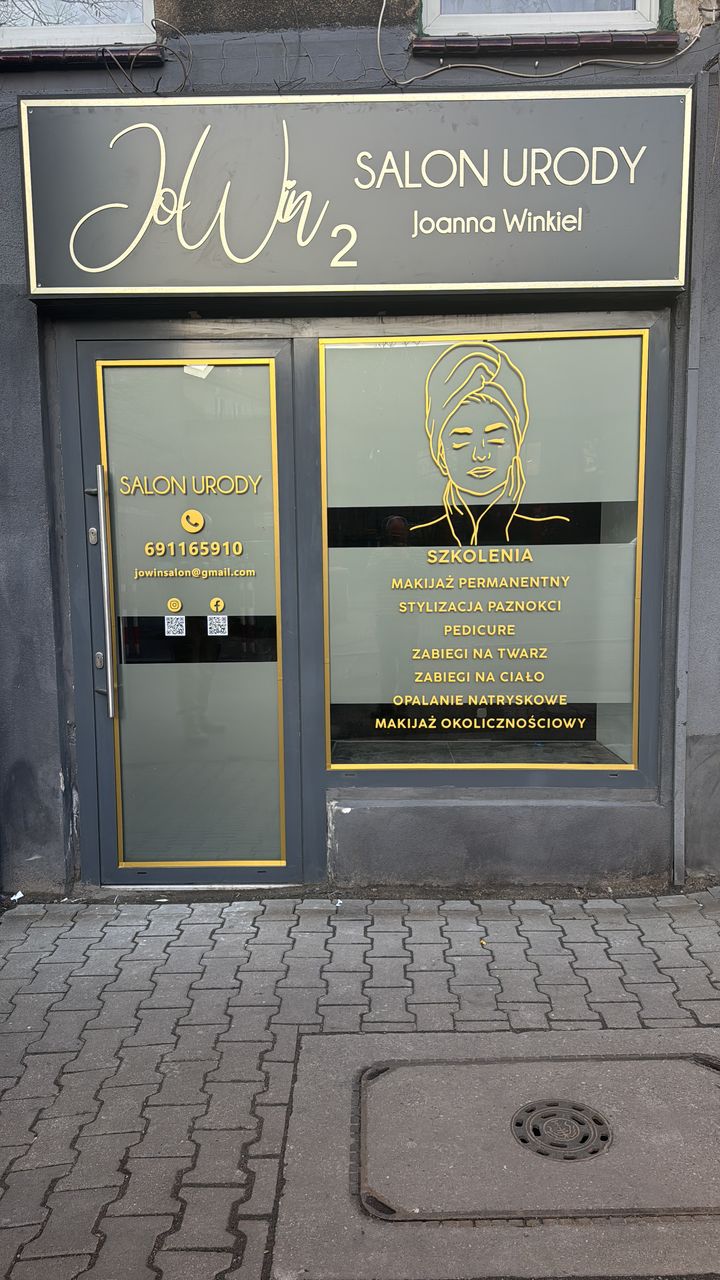 JoWin 2
SALON URODY
Joanna Winkiel
SALON URODY
691165910
jowinsalon@gmail.com
SZKOLENIA
MAKIJAŻ PERMANENTNY
STYLIZACJA PAZNOKCI
PEDICURE
ZABIEGI NA TWARZ
ZABIEGI NA CIAŁO
OPALANIE NATRYSKOWE
MAKIJAŻ OKOLICZNOŚCIOWY